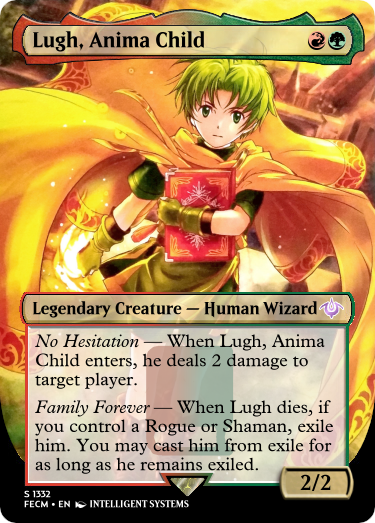 Lugh, Anima Child
Legendary Creature — Human Wizard
No Hesitation — When Lugh, Anima
Child enters, he deals 2 damage to
target player.
Family Forever — When Lugh dies, if
you control a Rogue or Shaman, exile
him. You may cast him from exile for
as long as he remains exiled.
2/2
S 1332
FECM • EN INTELLIGENT SYSTEMS